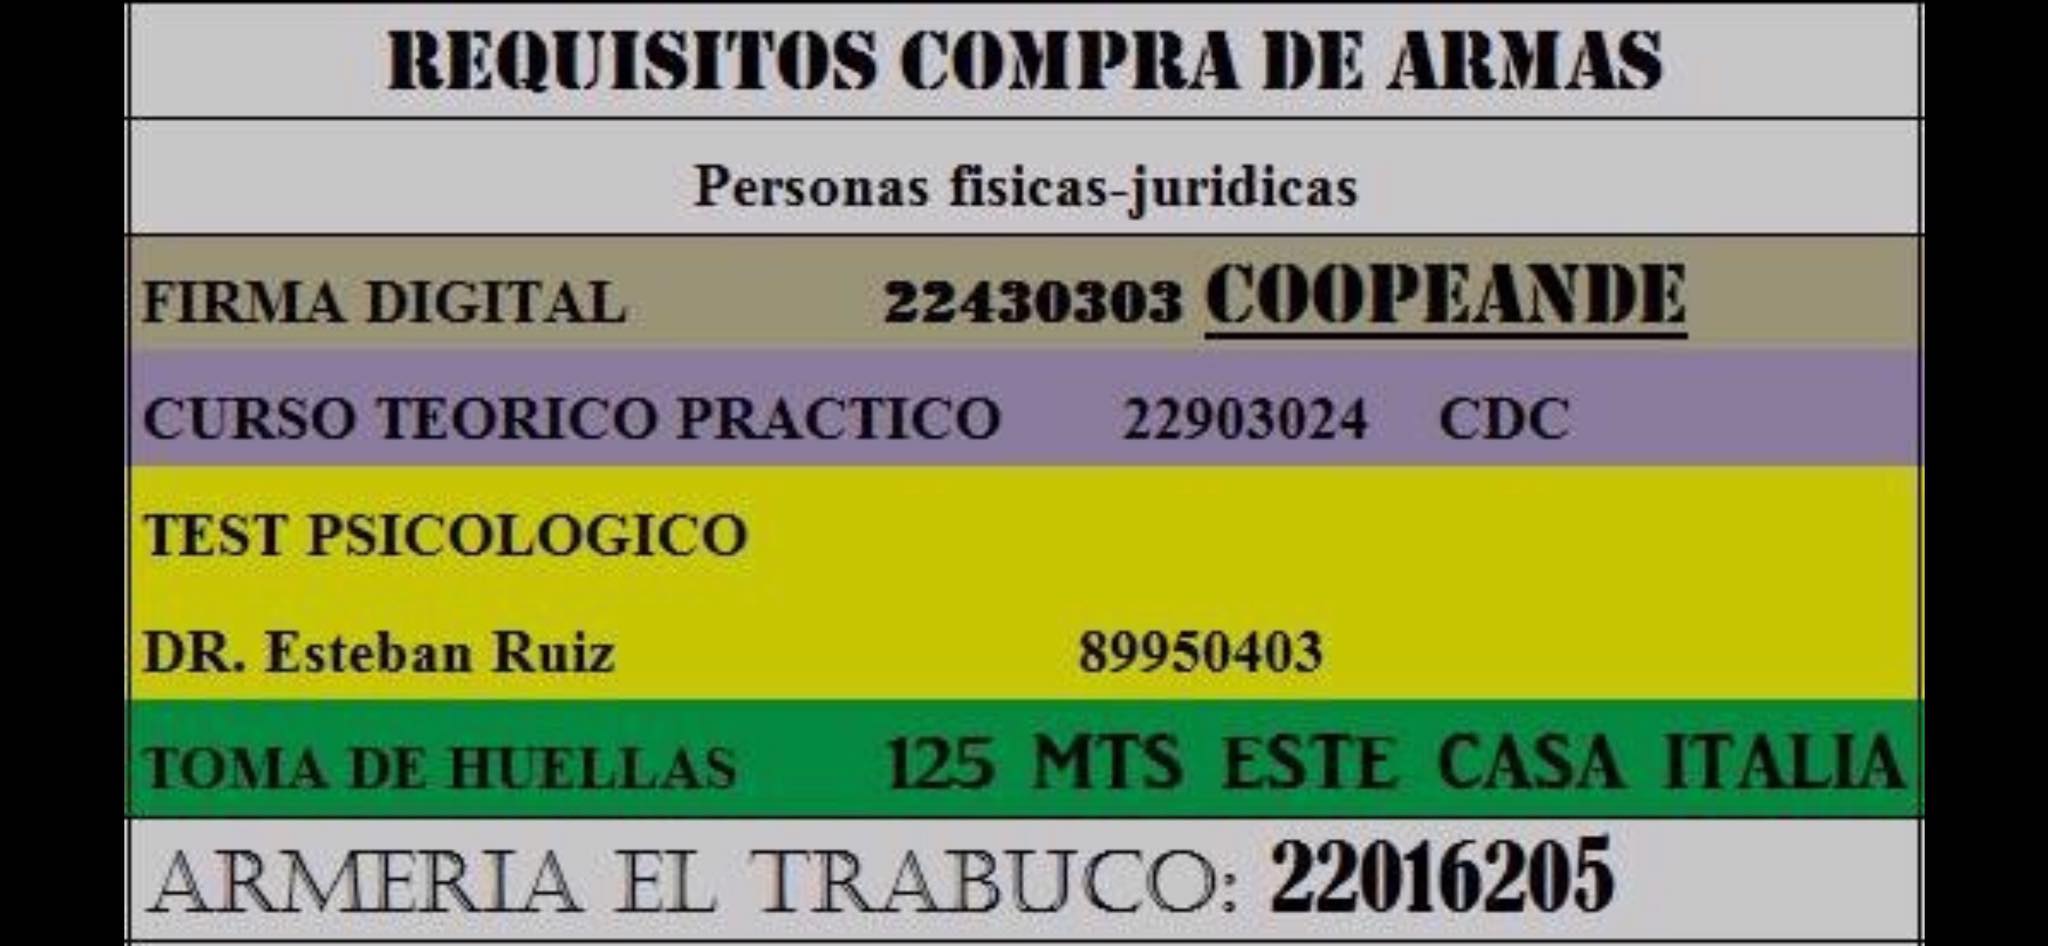 REQUISITOS COMPRA DE ARMAS
Personas fisicas-juridicas
FIRMA DIGITAL 22430303 COOPEANDE
CURSO TEORICO PRACTICO 22903024 CDC
TEST PSICOLOGICO
DR. Esteban Ruiz 89950403
TOMA DE HUELLAS 125 MTS ESTE CASA ITALIA
ARMERIA EL TRABUCO: 22016205